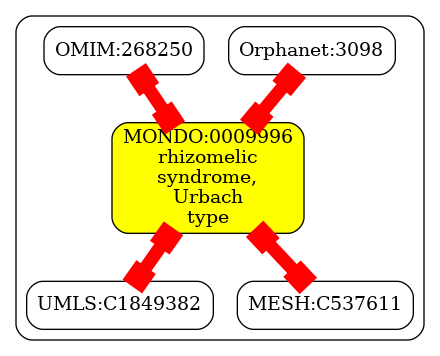 OMIM:268250
Orphanet:3098
MONDO:0009996
rhizomelic
syndrome,
Urbach
type
UMLS:C1849382
MESH:C537611